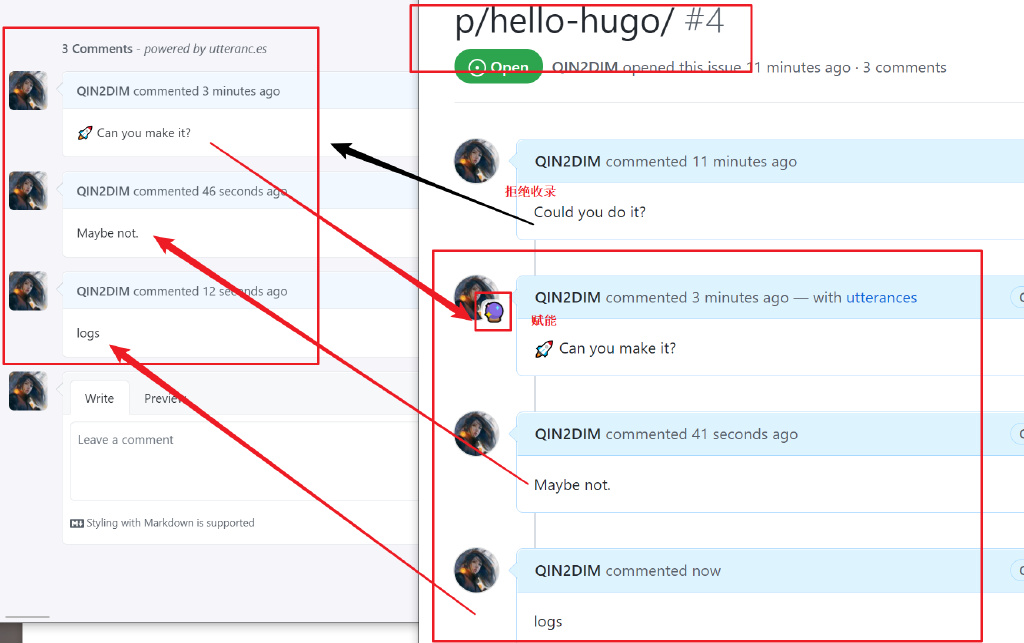 3 Comments - powered by utteranc.es
QIN2DIM commented 3 minutes ago
🚀 Can you make it?
QIN2DIM commented 46 seconds ago
Maybe not.
QIN2DIM commented 12 seconds ago
logs
Write Preview
Leave a comment
Styling with Markdown is supported
p/hello-hugo/ #4
Open QIN2DIM opened this issue 11 minutes ago · 3 comments
QIN2DIM commented 11 minutes ago
拒绝收录
Could you do it?
QIN2DIM commented 3 minutes ago — with utterances
赋能
🚀 Can you make it?
QIN2DIM commented 41 seconds ago
Maybe not.
QIN2DIM commented now
logs